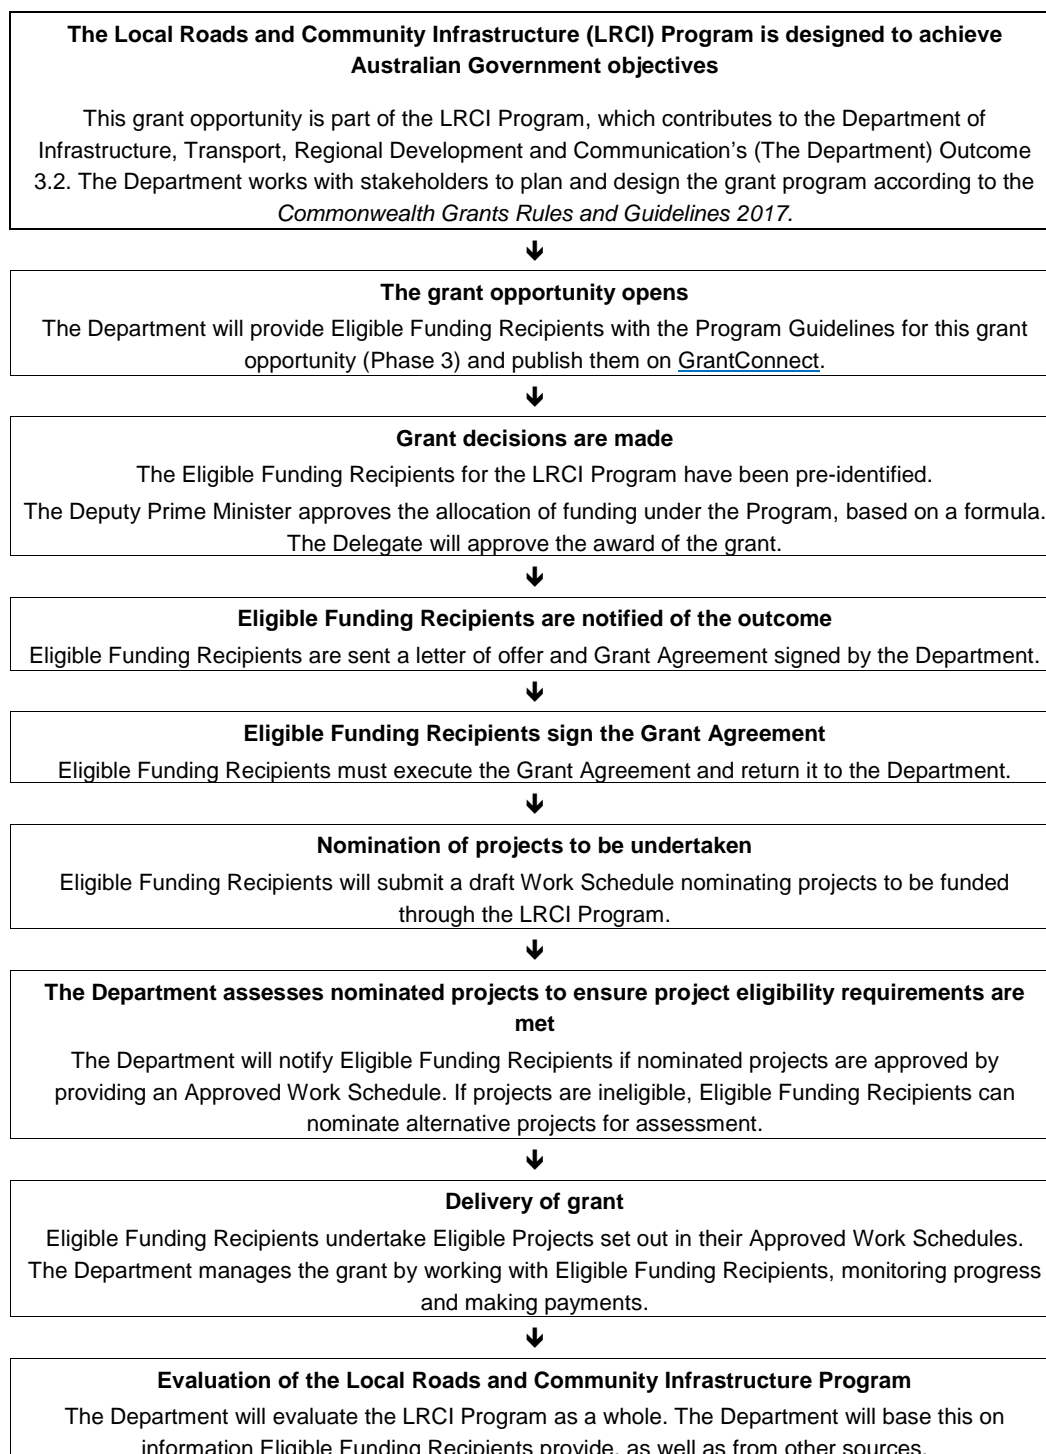 The Local Roads and Community Infrastructure (LRCI) Program is designed to achieve
Australian Government objectives
This grant opportunity is part of the LRCI Program, which contributes to the Department of
Infrastructure, Transport, Regional Development and Communication's (The Department) Outcome
3.2. The Department works with stakeholders to plan and design the grant program according to the
Commonwealth Grants Rules and Guidelines 2017.
The grant opportunity opens
The Department will provide Eligible Funding Recipients with the Program Guidelines for this grant
opportunity (Phase 3) and publish them on GrantConnect.
Grant decisions are made
The Eligible Funding Recipients for the LRCI Program have been pre-identified.
The Deputy Prime Minister approves the allocation of funding under the Program, based on a formula.
The Delegate will approve the award of the grant.
Eligible Funding Recipients are notified of the outcome
Eligible Funding Recipients are sent a letter of offer and Grant Agreement signed by the Department.
Eligible Funding Recipients sign the Grant Agreement
Eligible Funding Recipients must execute the Grant Agreement and return it to the Department.
Nomination of projects to be undertaken
Eligible Funding Recipients will submit a draft Work Schedule nominating projects to be funded
through the LRCI Program.
The Department assesses nominated projects to ensure project eligibility requirements are
met
The Department will notify Eligible Funding Recipients if nominated projects are approved by
providing an Approved Work Schedule. If projects are ineligible, Eligible Funding Recipients can
nominate alternative projects for assessment.
Delivery of grant
Eligible Funding Recipients undertake Eligible Projects set out in their Approved Work Schedules.
The Department manages the grant by working with Eligible Funding Recipients, monitoring progress
and making payments.
Evaluation of the Local Roads and Community Infrastructure Program
The Department will evaluate the LRCI Program as a whole. The Department will base this on
information Eligible Funding Recipients provide, as well as from other sources.